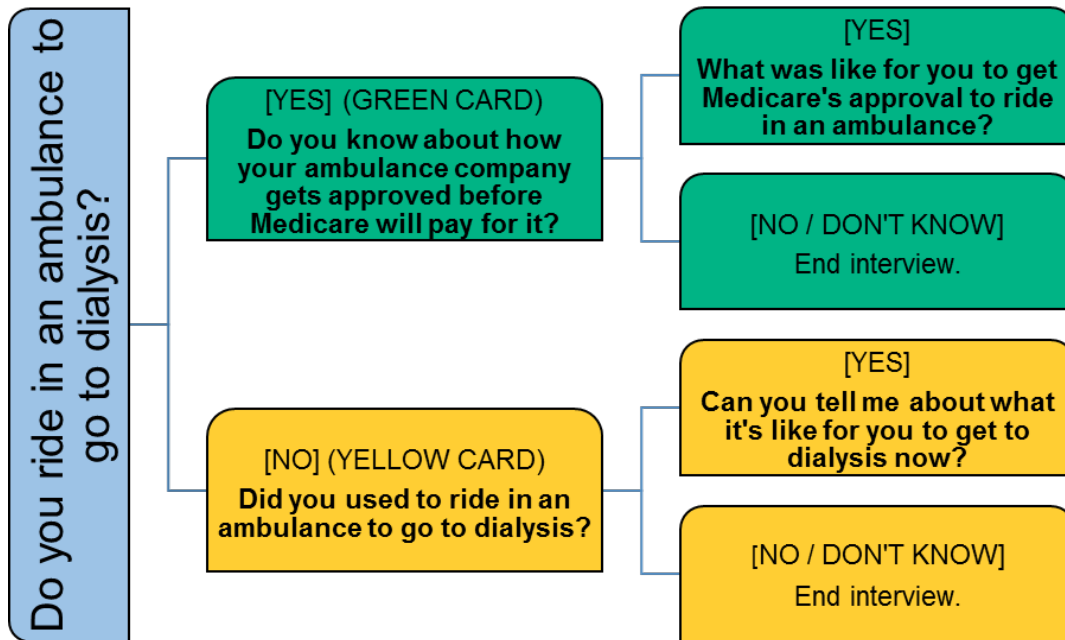 Do you ride in an ambulance to
go to dialysis?
[YES] (GREEN CARD)
Do you know about how
your ambulance company
gets approved before
Medicare will pay for it?
[YES]
What was like for you to get
Medicare's approval to ride
in an ambulance?
[NO / DON'T KNOW]
End interview.
[NO] (YELLOW CARD)
Did you used to ride in an
ambulance to go to dialysis?
[YES]
Can you tell me about what
it's like for you to get to
dialysis now?
[NO / DON'T KNOW]
End interview.